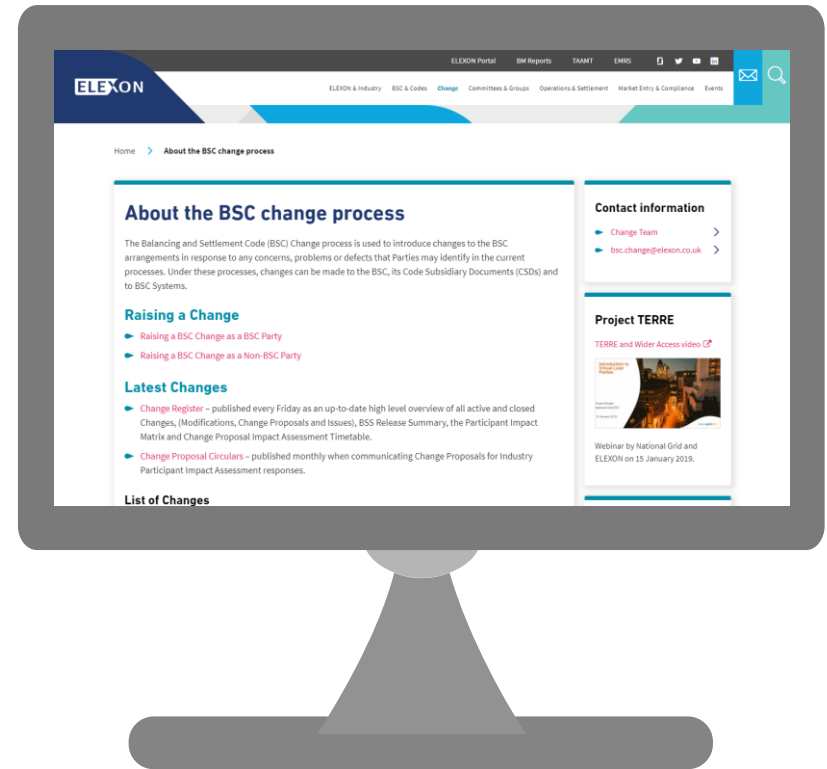 ELEXON Portal BM Reports TAAMT EMRS
ELEXON
ELEXON & Industry BSC & Codes Change Committees & Groups Operations & Settlement Market Entry & Compliance Events
Home > About the BSC change process
About the BSC change process
The Balancing and Settlement Code (BSC) Change process is used to introduce changes to the BSC
arrangements in response to any concerns, problems or defects that Parties may identify in the current
processes. Under these processes, changes can be made to the BSC, its Code Subsidiary Documents (CSDs) and
to BSC Systems.
Raising a Change
Raising a BSC Change as a BSC Party
Raising a BSC Change as a Non-BSC Party
Latest Changes
Change Register – published every Friday as an up-to-date high level overview of all active and closed
Changes, (Modifications, Change Proposals and Issues), BSS Release Summary, the Participant Impact
Matrix and Change Proposal Impact Assessment Timetable.
Change Proposal Circulars – published monthly when communicating Change Proposals for Industry
Participant Impact Assessment responses.
List of Changes
Contact information
Change Team
bsc.change@elexon.co.uk
Project TERRE
TERRE and Wider Access video
Introduction to
Virtual Lead
Parties
Webinar by National Grid and
ELEXON on 15 January 2019.